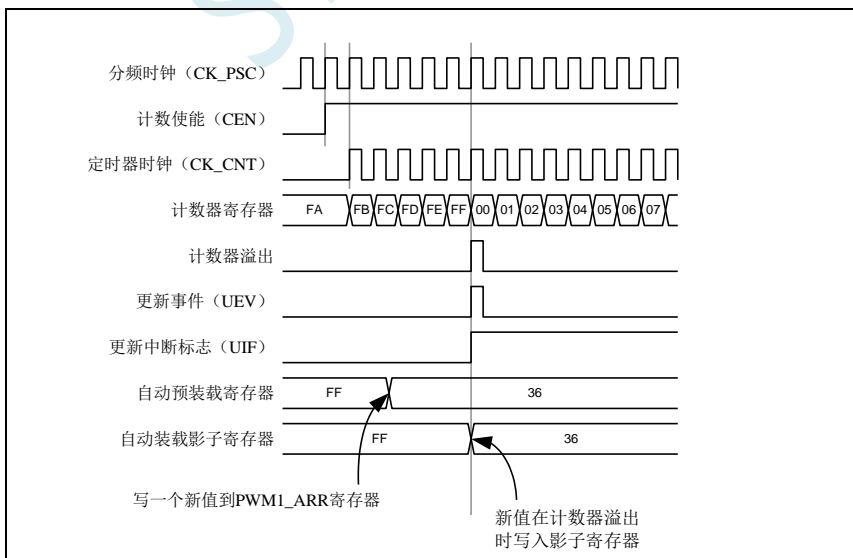 分频时钟（CK_PSC）
计数使能（CEN）
定时器时钟（CK_CNT）
计数器寄存器 FA FB FC FD FE FF 00 01 02 03 04 05 06 07
计数器溢出
更新事件（UEV）
更新中断标志（UIF）
自动预装载寄存器 FF 36
自动装载影子寄存器 FF 36
写一个新值到PWM1_ARR寄存器
新值在计数器溢出
时写入影子寄存器